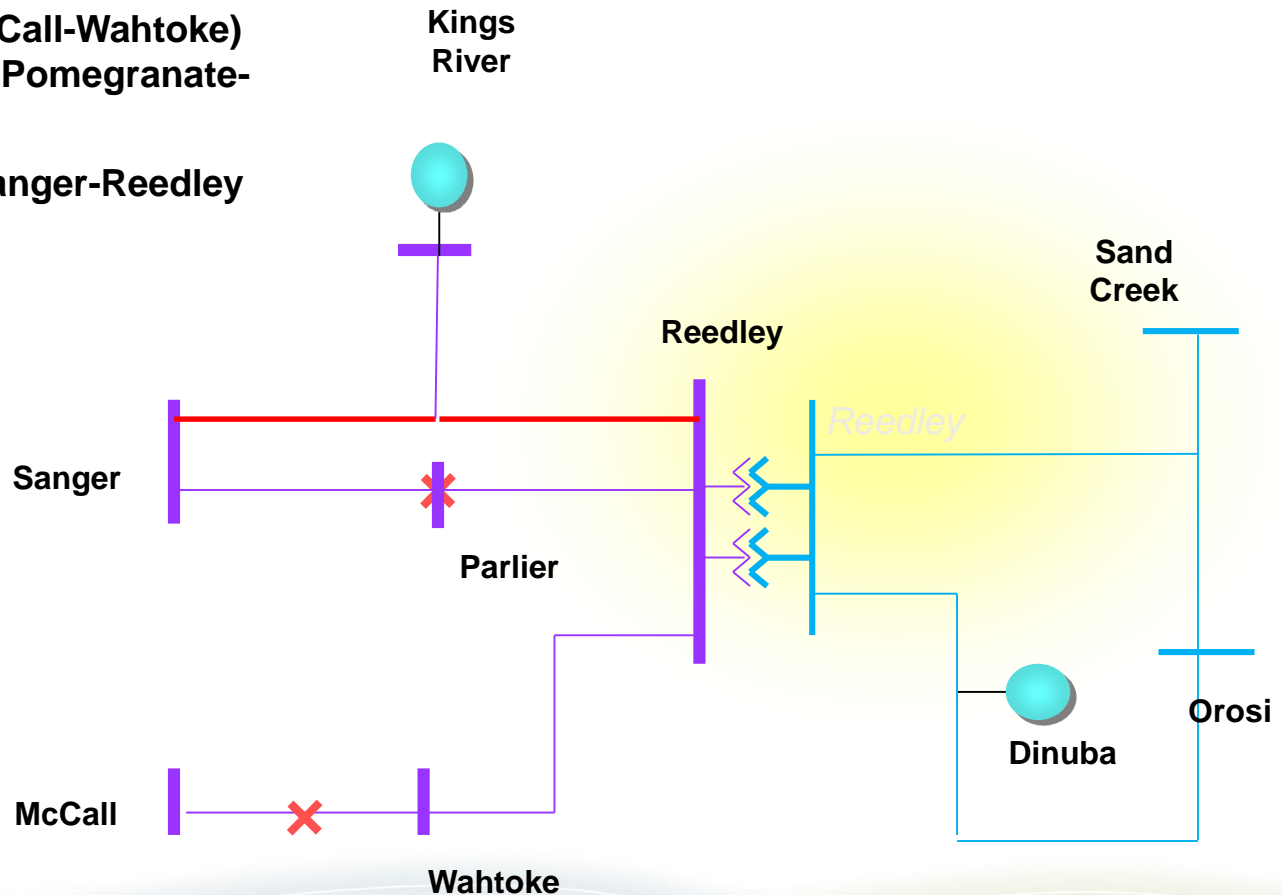 Call-Wahtoke)
Pomegranate-
anger-Reedley
Kings
River
Sand
Creek
Reedley
Reedley
Sanger
Parlier
Orosi
Dinuba
McCall
Wahtoke